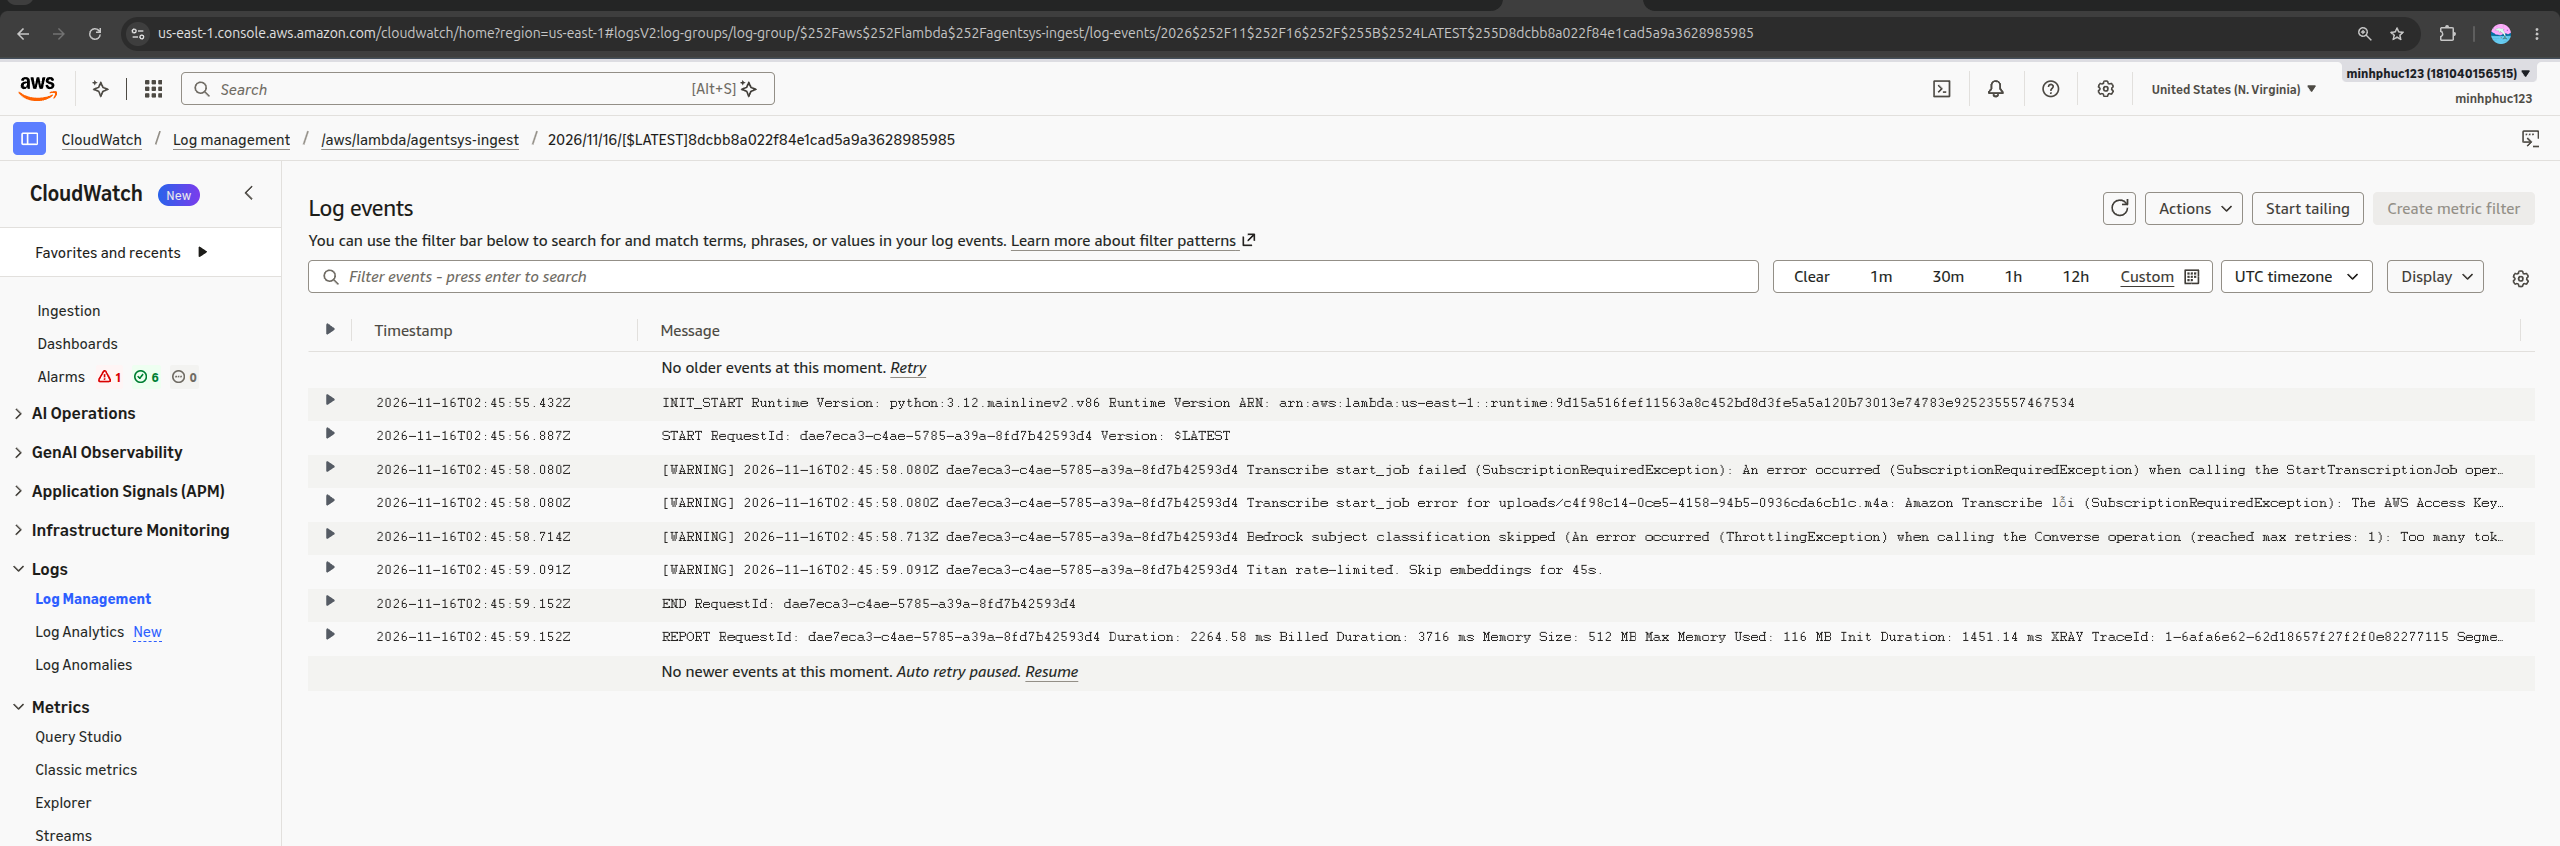 us-east-1.console.aws.amazon.com/cloudwatch/home?region=us-east-1#logsV2:log-groups/log-group/$252Faws$252Flambda$252Fagentsys-ingest/log-events/2026$252F11$252F16$252F$255B$2524LATEST$255D8dcbb8a022f84e1cad5a9a3628985985
aws
Search [Alt+S]
United States (N. Virginia)
minhphuc123 (181040156515)
minhphuc123
CloudWatch / Log management / /aws/lambda/agentsys-ingest / 2026/11/16/[$LATEST]8dcbb8a022f84e1cad5a9a3628985985
CloudWatch New
Favorites and recents
Ingestion
Dashboards
Alarms 1 6 0
AI Operations
GenAI Observability
Application Signals (APM)
Infrastructure Monitoring
Logs
Log Management
Log Analytics New
Log Anomalies
Metrics
Query Studio
Classic metrics
Explorer
Streams
Log events
Actions Start tailing Create metric filter
You can use the filter bar below to search for and match terms, phrases, or values in your log events. Learn more about filter patterns
Filter events - press enter to search
Clear 1m 30m 1h 12h Custom UTC timezone Display
Timestamp Message
No older events at this moment. Retry
2026-11-16T02:45:55.432Z INIT_START Runtime Version: python:3.12.mainlinev2.v86 Runtime Version ARN: arn:aws:lambda:us-east-1::runtime:9d15a516fef11563a8c452bd8d3fe5a5a120b73013e74783e925235557467534
2026-11-16T02:45:56.887Z START RequestId: dae7eca3-c4ae-5785-a39a-8fd7b42593d4 Version: $LATEST
2026-11-16T02:45:58.080Z [WARNING] 2026-11-16T02:45:58.080Z dae7eca3-c4ae-5785-a39a-8fd7b42593d4 Transcribe start_job failed (SubscriptionRequiredException): An error occurred (SubscriptionRequiredException) when calling the StartTranscriptionJob oper…
2026-11-16T02:45:58.080Z [WARNING] 2026-11-16T02:45:58.080Z dae7eca3-c4ae-5785-a39a-8fd7b42593d4 Transcribe start_job error for uploads/c4f98c14-0ce5-4158-94b5-0936cda6cb1c.m4a: Amazon Transcribe lỗi (SubscriptionRequiredException): The AWS Access Key…
2026-11-16T02:45:58.714Z [WARNING] 2026-11-16T02:45:58.713Z dae7eca3-c4ae-5785-a39a-8fd7b42593d4 Bedrock subject classification skipped (An error occurred (ThrottlingException) when calling the Converse operation (reached max retries: 1): Too many tok…
2026-11-16T02:45:59.091Z [WARNING] 2026-11-16T02:45:59.091Z dae7eca3-c4ae-5785-a39a-8fd7b42593d4 Titan rate-limited. Skip embeddings for 45s.
2026-11-16T02:45:59.152Z END RequestId: dae7eca3-c4ae-5785-a39a-8fd7b42593d4
2026-11-16T02:45:59.152Z REPORT RequestId: dae7eca3-c4ae-5785-a39a-8fd7b42593d4 Duration: 2264.58 ms Billed Duration: 3716 ms Memory Size: 512 MB Max Memory Used: 116 MB Init Duration: 1451.14 ms XRAY TraceId: 1-6afa6e62-62d18657f27f2f0e82277115 Segme…
No newer events at this moment. Auto retry paused. Resume